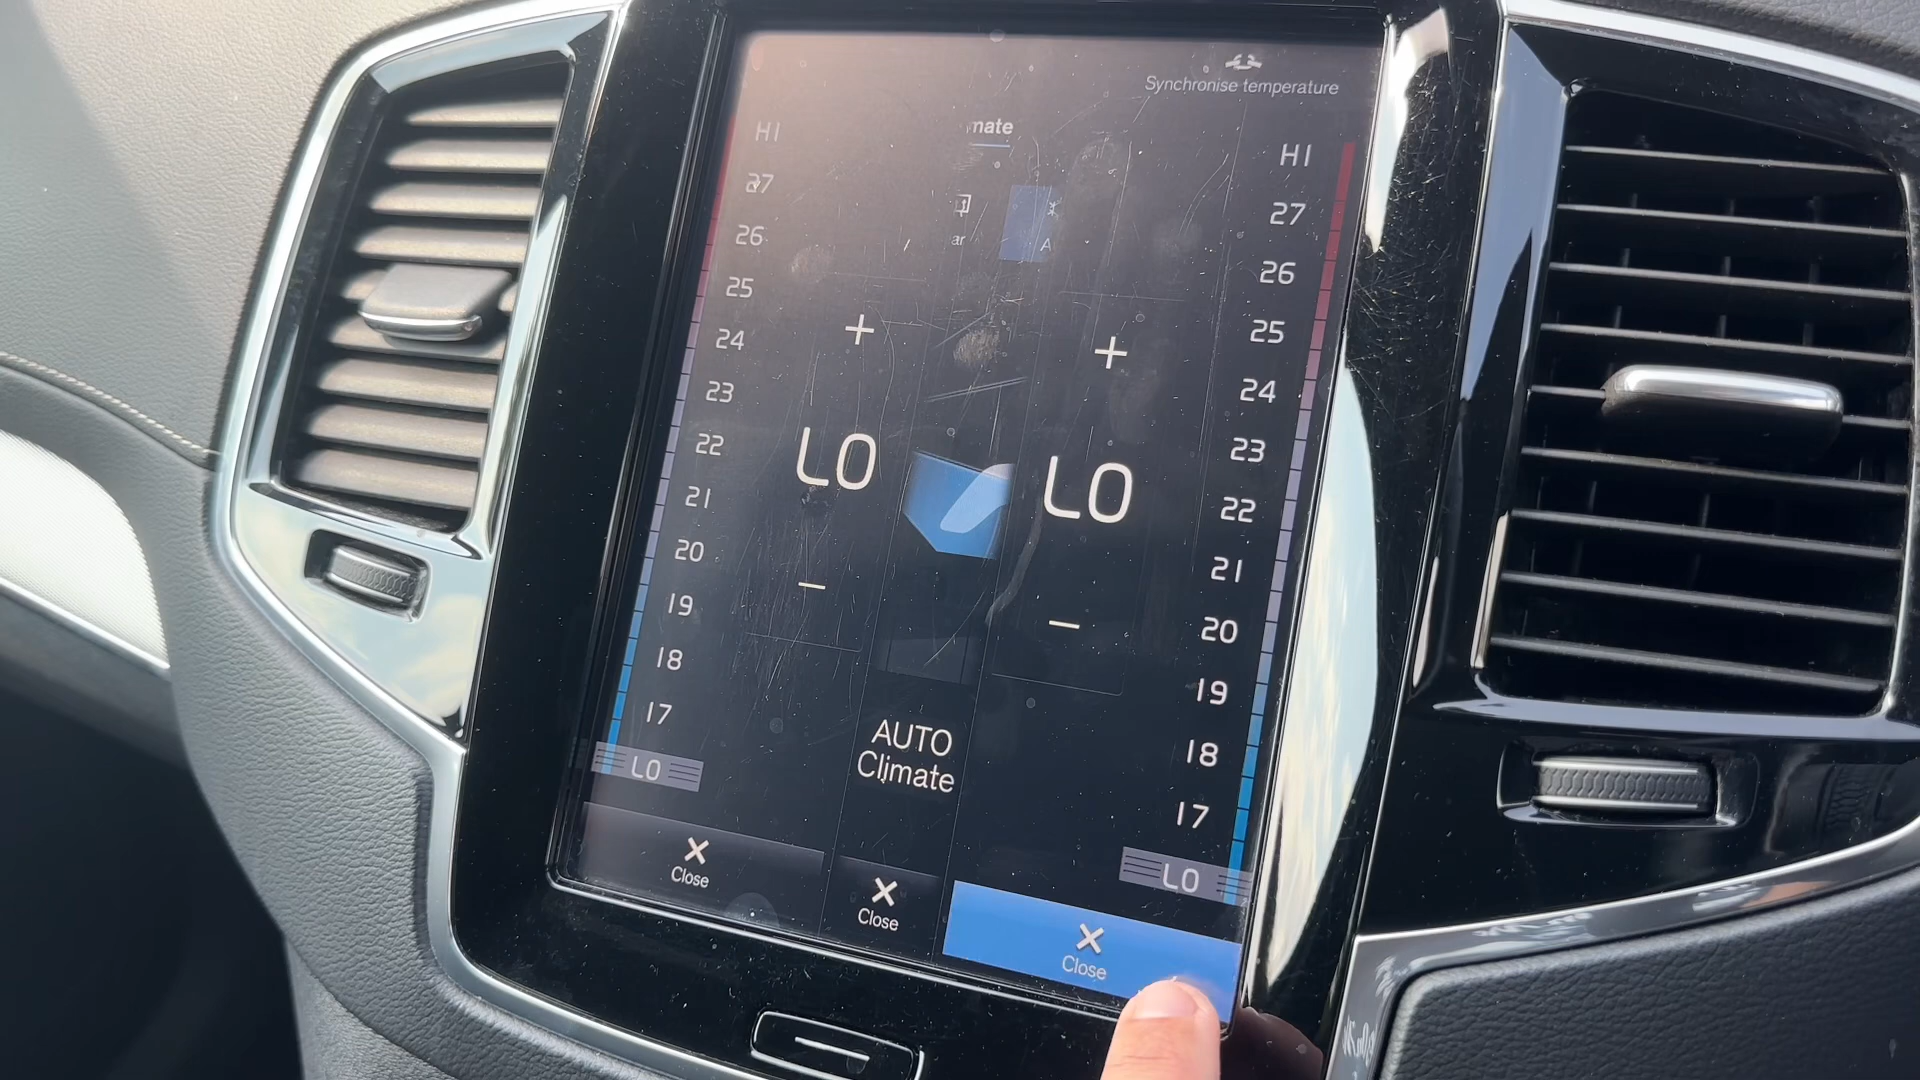 Synchronise temperature
mate
HI
27
26
25
24
23
22
21
20
19
18
17
LO
ar
A
+
LO
–
+
LO
–
AUTO
Climate
HI
27
26
25
24
23
22
21
20
19
18
17
LO
Close
Close
Close